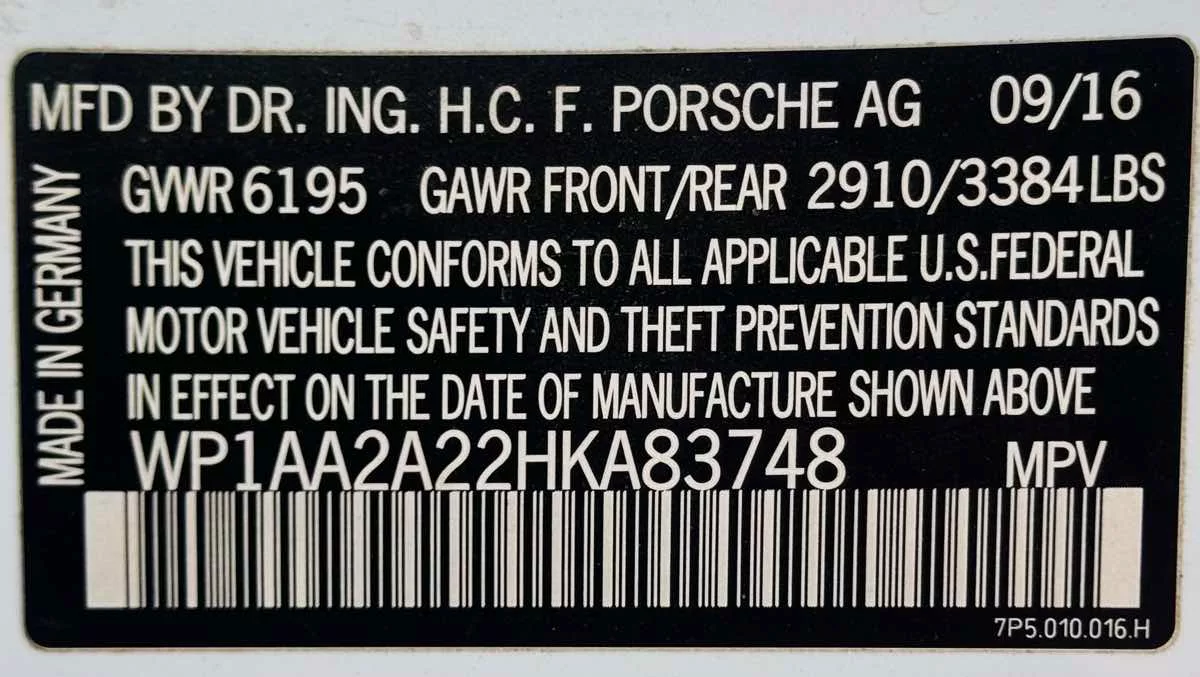 MFD BY DR. ING. H.C. F. PORSCHE AG 09/16
GVWR 6195 GAWR FRONT/REAR 2910/3384 LBS
THIS VEHICLE CONFORMS TO ALL APPLICABLE U.S.FEDERAL
MOTOR VEHICLE SAFETY AND THEFT PREVENTION STANDARDS
IN EFFECT ON THE DATE OF MANUFACTURE SHOWN ABOVE
WP1AA2A22HKA83748 MPV
MADE IN GERMANY
7P5.010.016.H